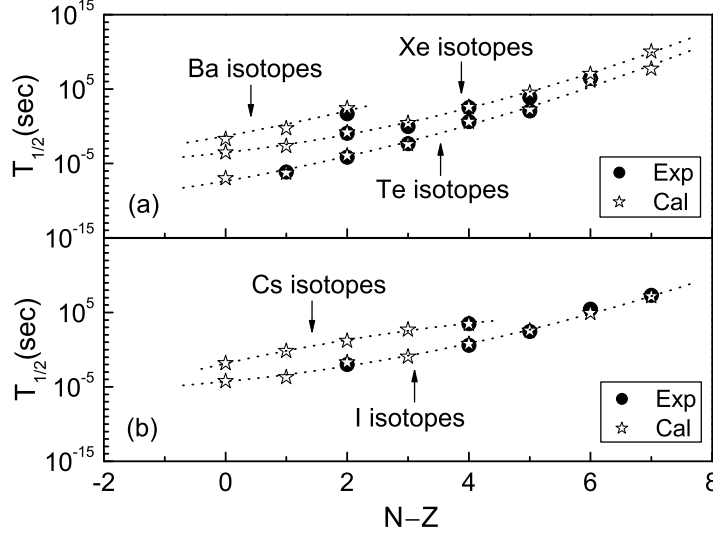 10^15
10^5
10^-5
10^-15
T_1/2(sec)
Ba isotopes
Xe isotopes
Te isotopes
(a)
Exp
Cal
10^5
10^-5
10^-15
T_1/2(sec)
Cs isotopes
I isotopes
(b)
Exp
Cal
-2 0 2 4 6 8
N−Z